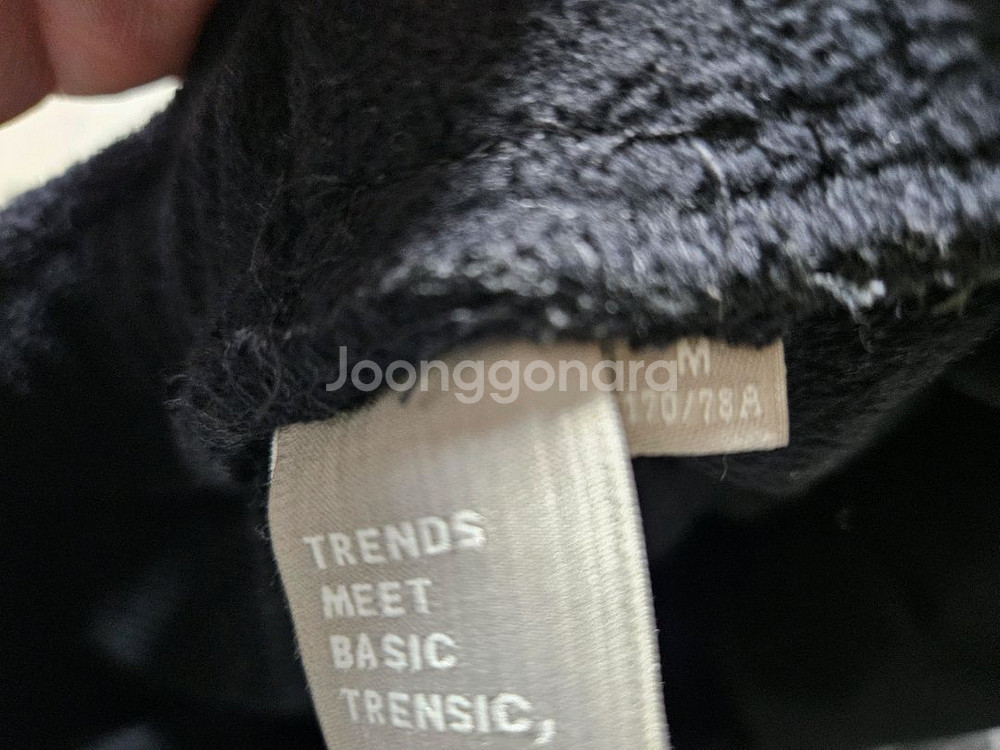 Joonggonara
M
170/78A
TRENDS
MEET
BASIC
TRENSIC,